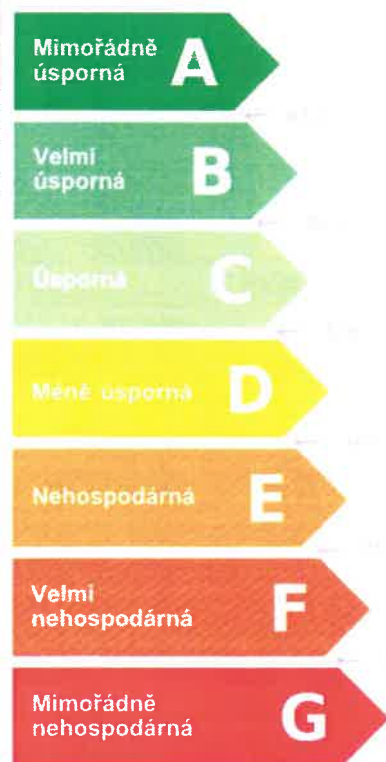 Mimořádně
úsporná
A
Velmi
úsporná
B
Úsporná
C
Méně úsporná
D
Nehospodárná
E
Velmi
nehospodárná
F
Mimořádně
nehospodárná
G